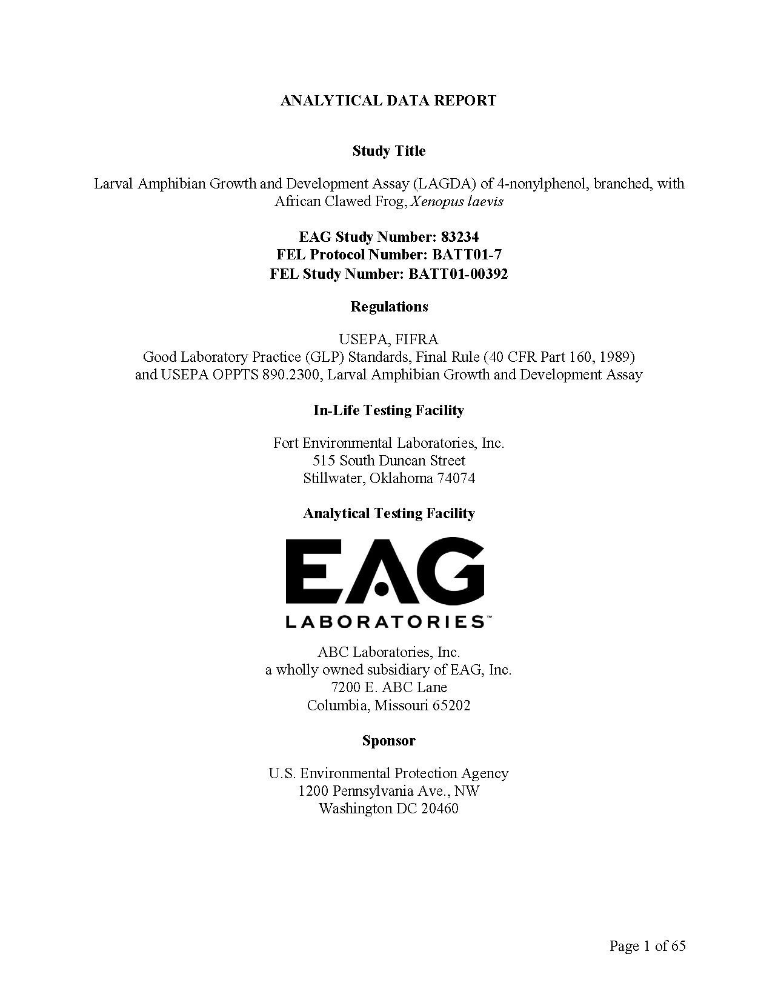 ANALYTICAL DATA REPORT
Study Title
Larval Amphibian Growth and Development Assay (LAGDA) of 4-nonylphenol, branched, with
African Clawed Frog, Xenopus laevis
EAG Study Number: 83234
FEL Protocol Number: BATT01-7
FEL Study Number: BATT01-00392
Regulations
USEPA, FIFRA
Good Laboratory Practice (GLP) Standards, Final Rule (40 CFR Part 160, 1989)
and USEPA OPPTS 890.2300, Larval Amphibian Growth and Development Assay
In-Life Testing Facility
Fort Environmental Laboratories, Inc.
515 South Duncan Street
Stillwater, Oklahoma 74074
Analytical Testing Facility
EAG
LABORATORIES™
ABC Laboratories, Inc.
a wholly owned subsidiary of EAG, Inc.
7200 E. ABC Lane
Columbia, Missouri 65202
Sponsor
U.S. Environmental Protection Agency
1200 Pennsylvania Ave., NW
Washington DC 20460
Page 1 of 65